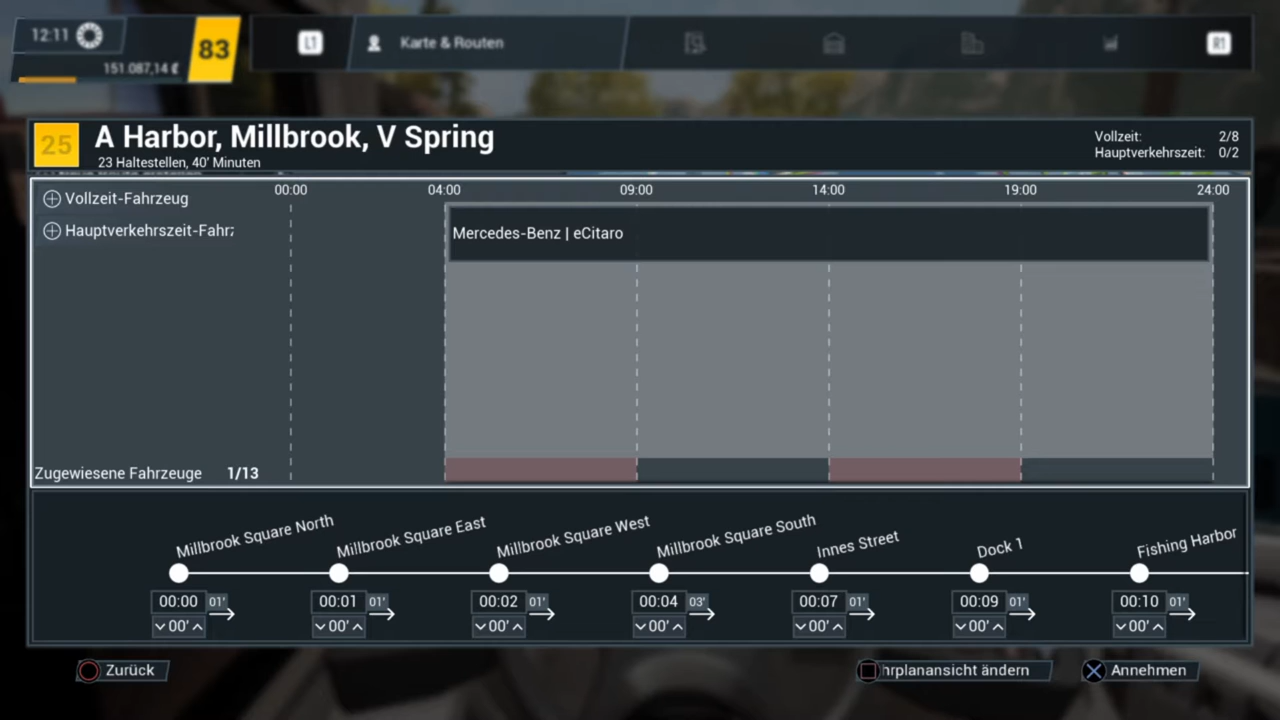 12:11
83
151.087,14 €
L1
Karte & Routen
R1
25
A Harbor, Millbrook, V Spring
23 Haltestellen, 40' Minuten
Vollzeit: 2/8
Hauptverkehrszeit: 0/2
00:00 04:00 09:00 14:00 19:00 24:00
Vollzeit-Fahrzeug
Hauptverkehrszeit-Fahrz
Mercedes-Benz | eCitaro
Zugewiesene Fahrzeuge 1/13
Millbrook Square North Millbrook Square East Millbrook Square West Millbrook Square South Innes Street Dock 1 Fishing Harbor
00:00 01' 00:01 01' 00:02 01' 00:04 03' 00:07 01' 00:09 01' 00:10 01'
00' 00' 00' 00' 00' 00' 00'
Zurück
hrplanansicht ändern
Annehmen